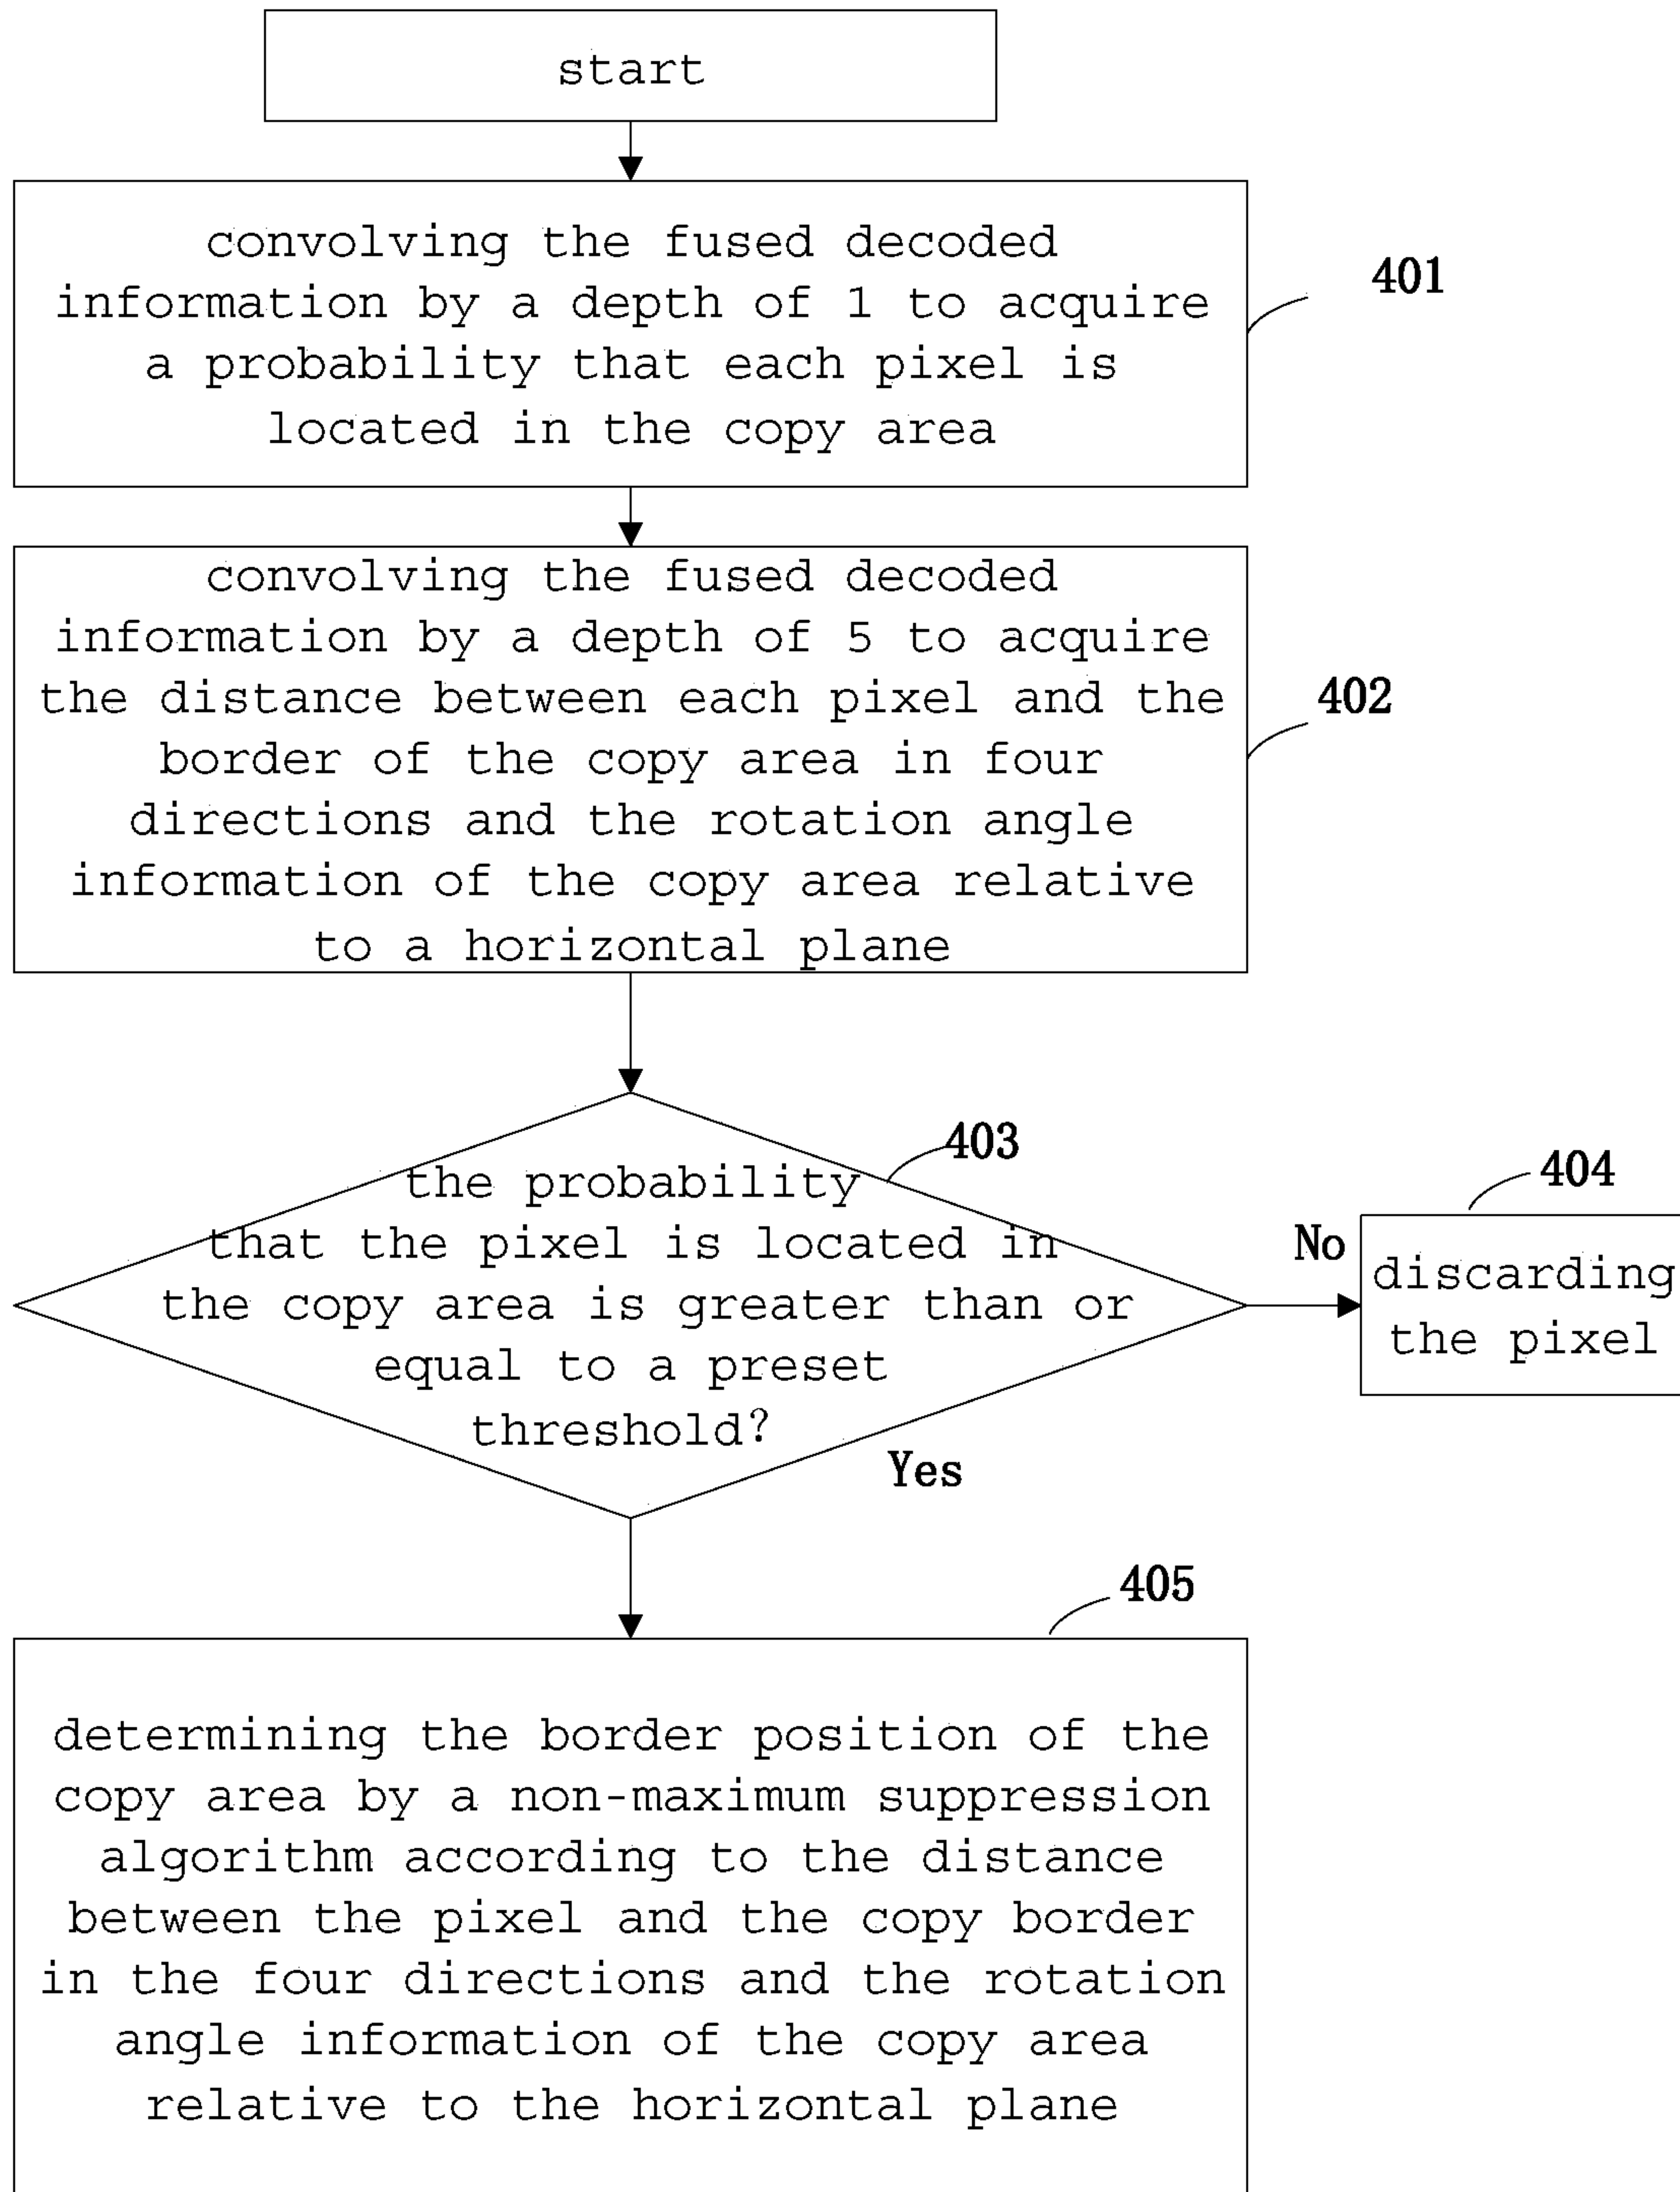 start
convolving the fused decoded
information by a depth of 1 to acquire
a probability that each pixel is
located in the copy area
401
convolving the fused decoded
information by a depth of 5 to acquire
the distance between each pixel and the
border of the copy area in four
directions and the rotation angle
information of the copy area relative
to a horizontal plane
402
403
the probability
that the pixel is located in
the copy area is greater than or
equal to a preset
threshold?
No
404
discarding
the pixel
Yes
405
determining the border position of the
copy area by a non-maximum suppression
algorithm according to the distance
between the pixel and the copy border
in the four directions and the rotation
angle information of the copy area
relative to the horizontal plane